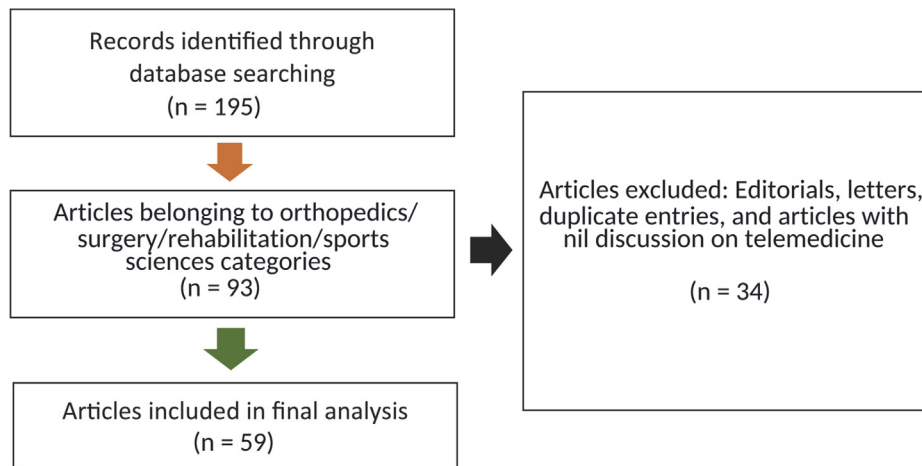 Records identified through
database searching
(n = 195)
Articles belonging to orthopedics/
surgery/rehabilitation/sports
sciences categories
(n = 93)
Articles excluded: Editorials, letters,
duplicate entries, and articles with
nil discussion on telemedicine
(n = 34)
Articles included in final analysis
(n = 59)